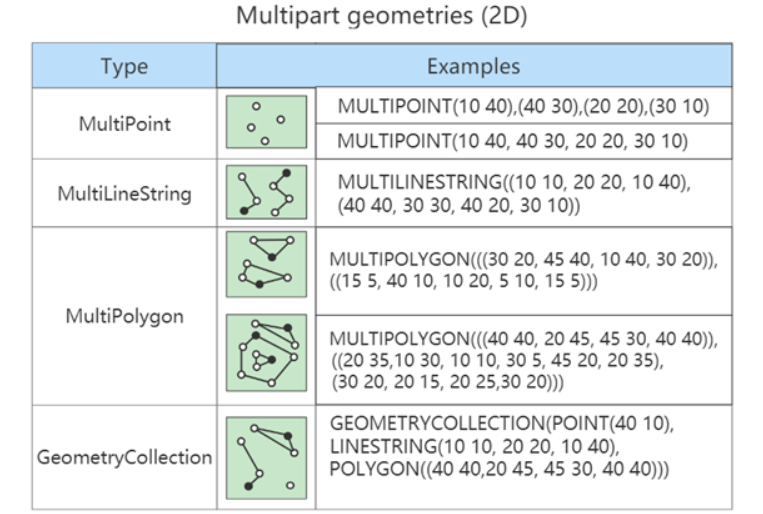 Multipart geometries (2D)
Type Examples
MultiPoint
MULTIPOINT(10 40),(40 30),(20 20),(30 10)
MULTIPOINT(10 40, 40 30, 20 20, 30 10)
MultiLineString
MULTILINESTRING((10 10, 20 20, 10 40),
(40 40, 30 30, 40 20, 30 10))
MultiPolygon
MULTIPOLYGON(((30 20, 45 40, 10 40, 30 20)),
((15 5, 40 10, 10 20, 5 10, 15 5)))
MULTIPOLYGON(((40 40, 20 45, 45 30, 40 40)),
((20 35,10 30, 10 10, 30 5, 45 20, 20 35),
(30 20, 20 15, 20 25,30 20)))
GeometryCollection
GEOMETRYCOLLECTION(POINT(40 10),
LINESTRING(10 10, 20 20, 10 40),
POLYGON((40 40,20 45, 45 30, 40 40)))